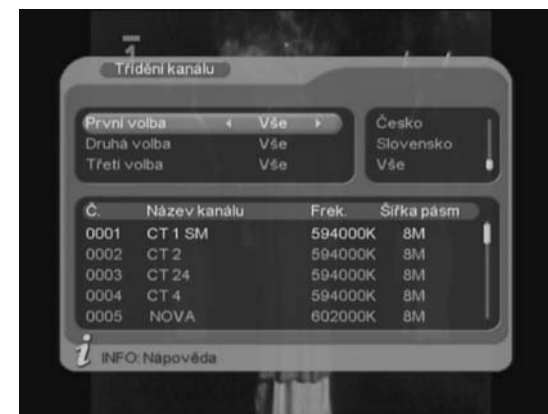 1
Třídění kanálu
První volba Vše
Druhá volba Vše
Třetí volba Vše
Česko
Slovensko
Vše
Č. Název kanálu Frek. Šířka pásm
0001 CT 1 SM 594000K 8M
0002 CT 2 594000K 8M
0003 CT 24 594000K 8M
0004 CT 4 594000K 8M
0005 NOVA 602000K 8M
i INFO: Nápověda